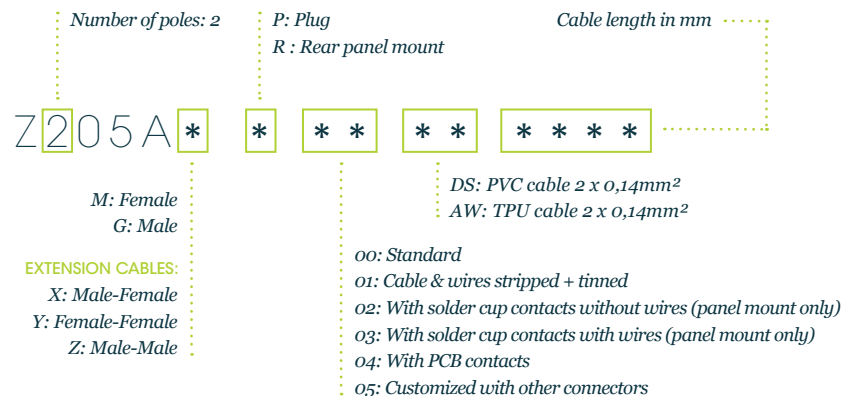 Number of poles: 2
P: Plug
R : Rear panel mount
Cable length in mm
Z205A* * ** ** ****
M: Female
G: Male
EXTENSION CABLES:
X: Male-Female
Y: Female-Female
Z: Male-Male
DS: PVC cable 2 x 0,14mm²
AW: TPU cable 2 x 0,14mm²
00: Standard
01: Cable & wires stripped + tinned
02: With solder cup contacts without wires (panel mount only)
03: With solder cup contacts with wires (panel mount only)
04: With PCB contacts
05: Customized with other connectors